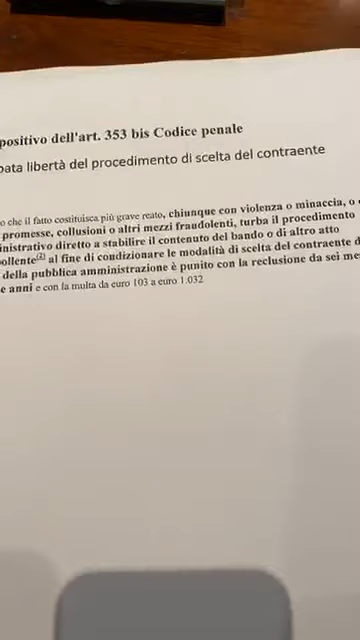 positivo dell'art. 353 bis Codice penale
bata libertà del procedimento di scelta del contraente
o che il fatto costituisca più grave reato, chiunque con violenza o minaccia, o
promesse, collusioni o altri mezzi fraudolenti, turba il procedimento
nistrativo diretto a stabilire il contenuto del bando o di altro atto
ollente(2) al fine di condizionare le modalità di scelta del contraente
della pubblica amministrazione è punito con la reclusione da sei me
e anni e con la multa da euro 103 a euro 1.032